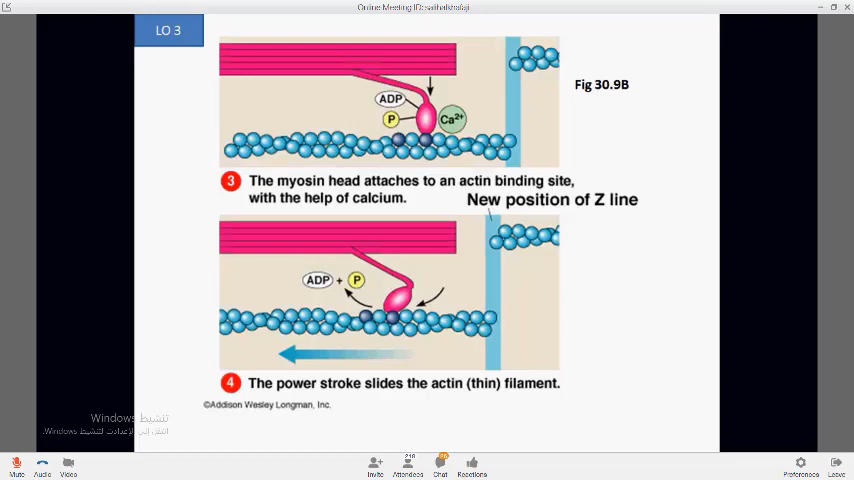 Online Meeting ID: saithalkhafaji
LO 3
Fig 30.9B
ADP
P
Ca²⁺
3 The myosin head attaches to an actin binding site,
with the help of calcium.
New position of Z line
ADP + P
4 The power stroke slides the actin (thin) filament.
©Addison Wesley Longman, Inc.
تنشيط Windows
انتقل إلى الإعدادات لتنشيط Windows.
Mute
Audio
Video
Invite
218
Attendees
Chat
Reactions
Preferences
Leave